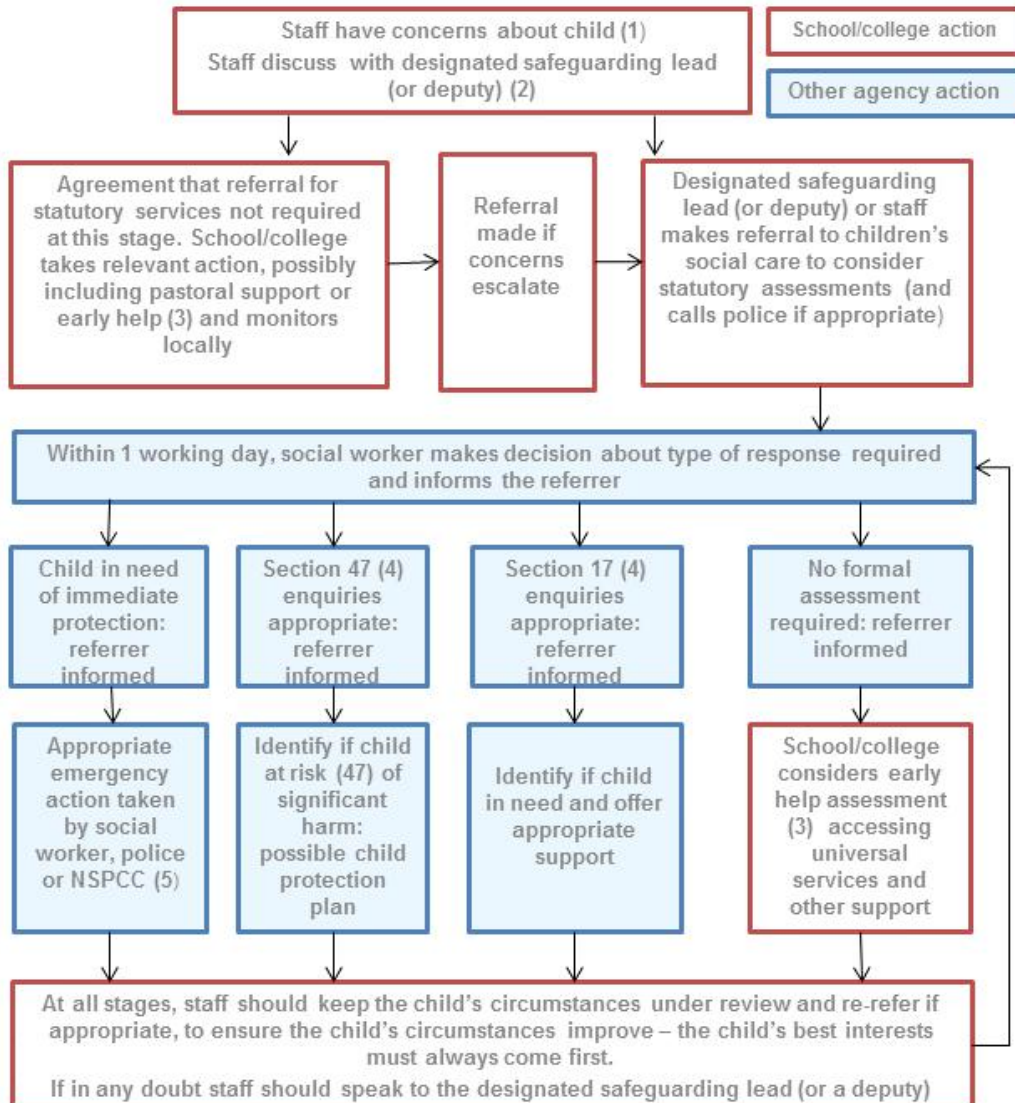 Staff have concerns about child (1)
Staff discuss with designated safeguarding lead
(or deputy) (2)
School/college action
Other agency action
Agreement that referral for
statutory services not required
at this stage. School/college
takes relevant action, possibly
including pastoral support or
early help (3) and monitors
locally
Referral
made if
concerns
escalate
Designated safeguarding
lead (or deputy) or staff
makes referral to children's
social care to consider
statutory assessments (and
calls police if appropriate)
Within 1 working day, social worker makes decision about type of response required
and informs the referrer
Child in need
of immediate
protection:
referrer
informed
Section 47 (4)
enquiries
appropriate:
referrer
informed
Section 17 (4)
enquiries
appropriate:
referrer
informed
No formal
assessment
required: referrer
informed
Appropriate
emergency
action taken
by social
worker, police
or NSPCC (5)
Identify if child
at risk (47) of
significant
harm:
possible child
protection
plan
Identify if child
in need and offer
appropriate
support
School/college
considers early
help assessment
(3) accessing
universal
services and
other support
At all stages, staff should keep the child's circumstances under review and re-refer if
appropriate, to ensure the child's circumstances improve – the child's best interests
must always come first.
If in any doubt staff should speak to the designated safeguarding lead (or a deputy)